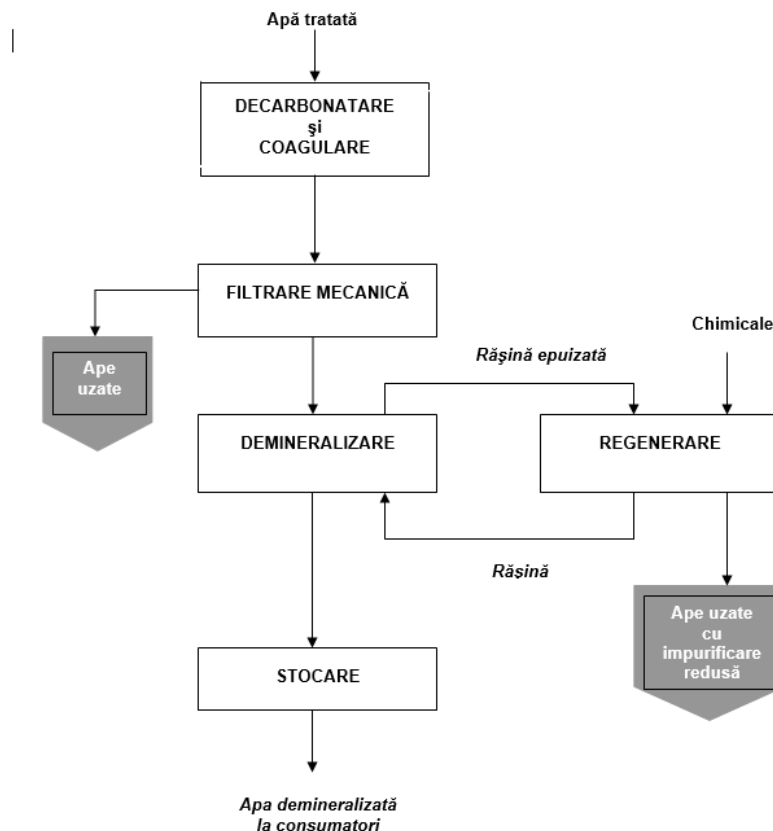 Apă tratată
DECARBONATARE
şi
COAGULARE
FILTRARE MECANICĂ
Chimicale
Ape
uzate
Răşină epuizată
DEMINERALIZARE
REGENERARE
Răşină
Ape uzate
cu
impurificare
redusă
STOCARE
Apa demineralizată
la consumatori